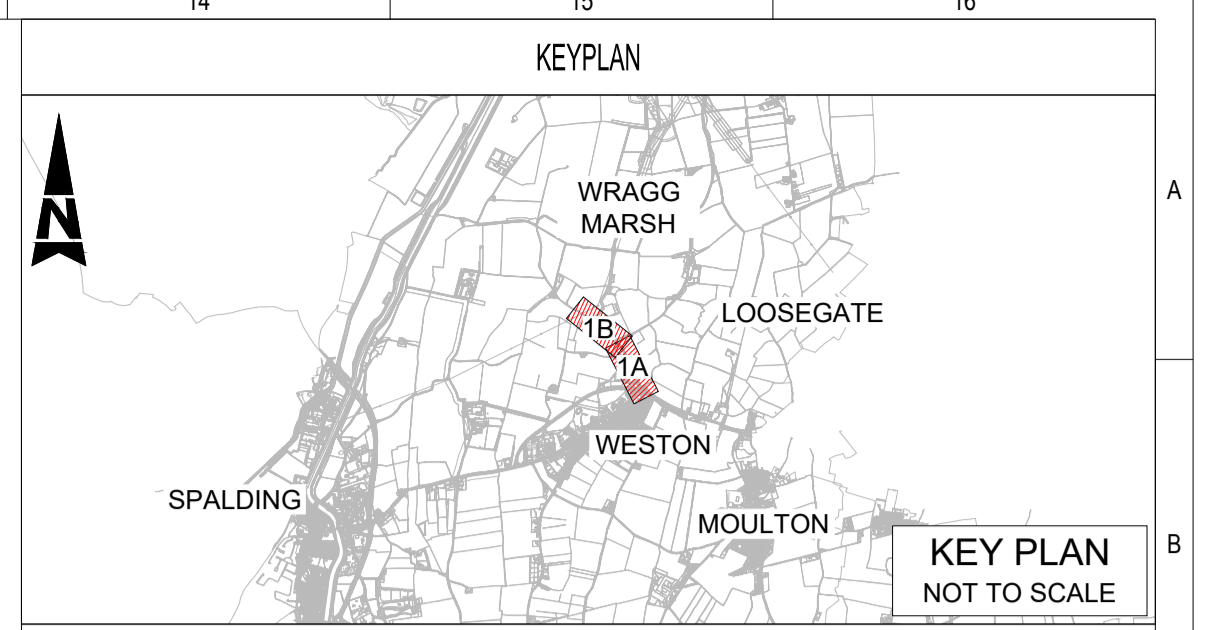 14
15
16
KEYPLAN
N
A
WRAGG
MARSH
LOOSEGATE
1B
1A
WESTON
SPALDING
MOULTON
B
KEY PLAN
NOT TO SCALE